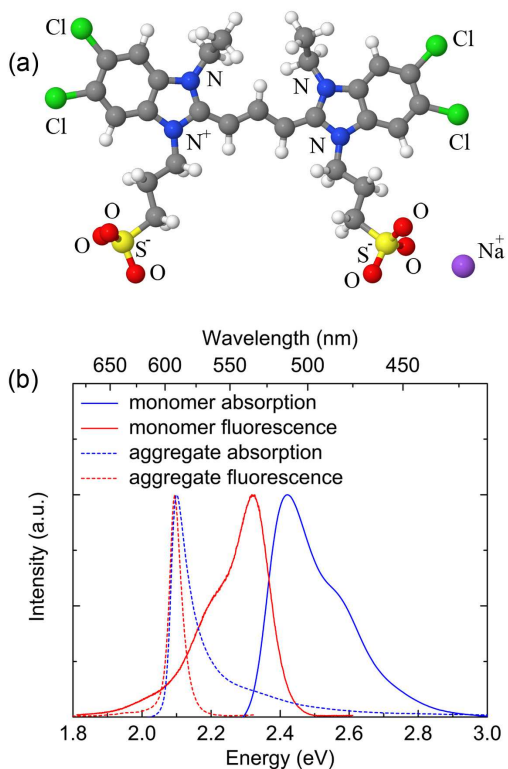 (a)
Cl
Cl
N
N⁺
N
N
Cl
Cl
O
O
S⁻
O
O
O
S⁻
O
Na⁺
(b)
Wavelength (nm)
650 600 550 500 450
monomer absorption
monomer fluorescence
aggregate absorption
aggregate fluorescence
Intensity (a.u.)
1.8 2.0 2.2 2.4 2.6 2.8 3.0
Energy (eV)